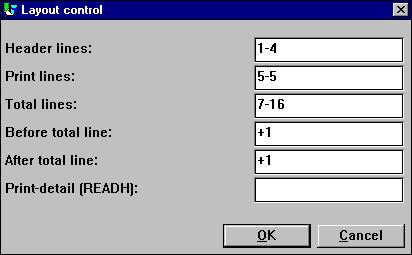 Layout control
Header lines: 1-4
Print lines: 5-5
Total lines: 7-16
Before total line: +1
After total line: +1
Print-detail (READH):
OK Cancel